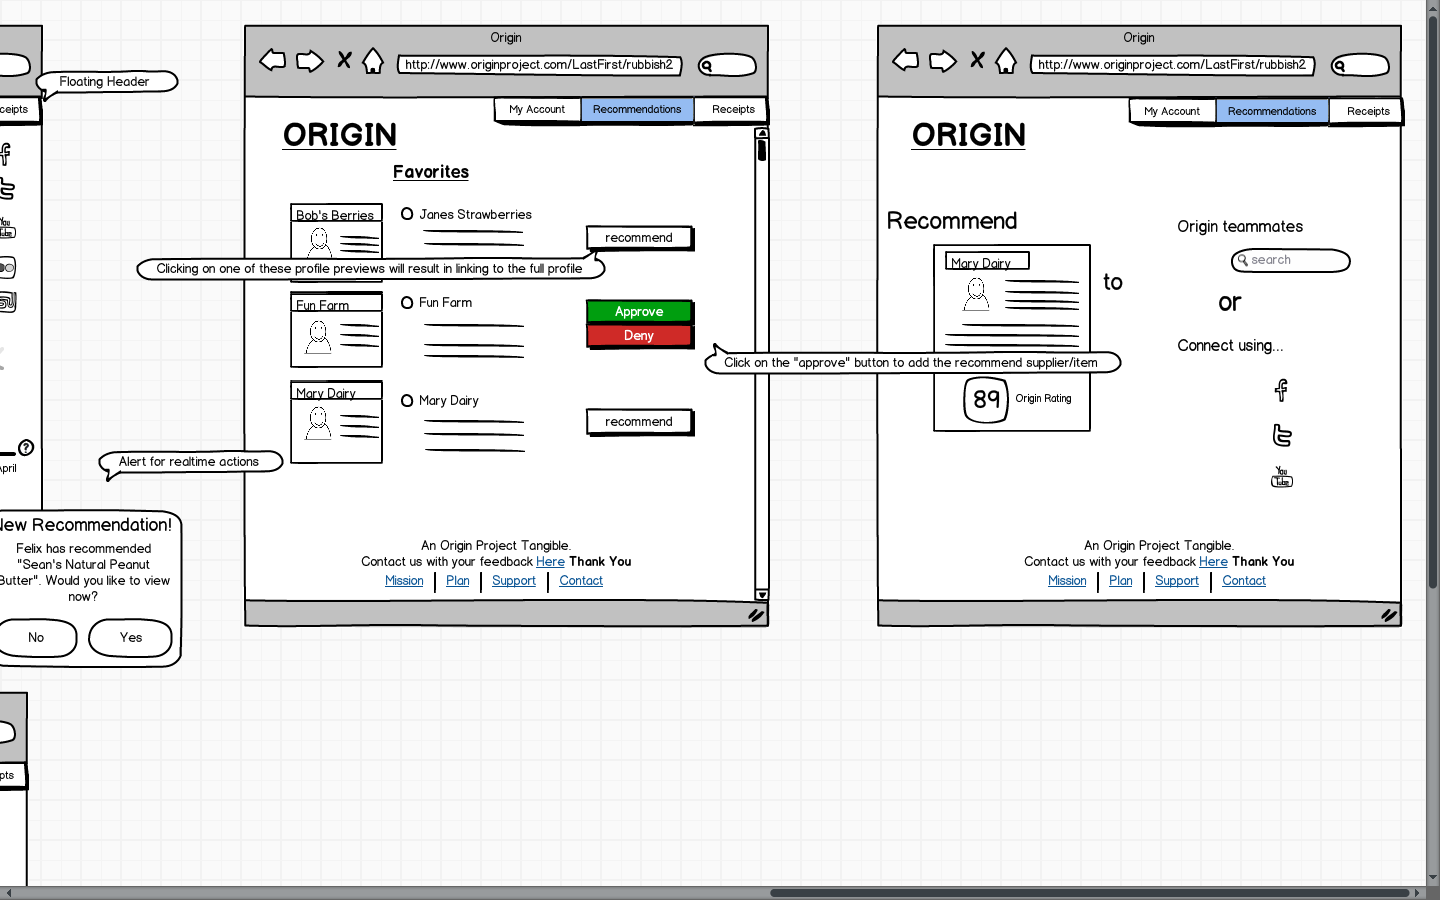 Floating Header
ceipts
April
Alert for realtime actions
New Recommendation!
Felix has recommended
"Sean's Natural Peanut
Butter". Would you like to view
now?
No
Yes
pts
Origin
http://www.originproject.com/LastFirst/rubbish2
My Account
Recommendations
Receipts
ORIGIN
Favorites
Bob's Berries
Janes Strawberries
recommend
Clicking on one of these profile previews will result in linking to the full profile
Fun Farm
Fun Farm
Approve
Deny
Click on the "approve" button to add the recommend supplier/item
Mary Dairy
Mary Dairy
recommend
An Origin Project Tangible.
Contact us with your feedback Here Thank You
Mission
Plan
Support
Contact
Origin
http://www.originproject.com/LastFirst/rubbish2
My Account
Recommendations
Receipts
ORIGIN
Recommend
Mary Dairy
89
Origin Rating
to
Origin teammates
search
or
Connect using...
You
Tube
An Origin Project Tangible.
Contact us with your feedback Here Thank You
Mission
Plan
Support
Contact